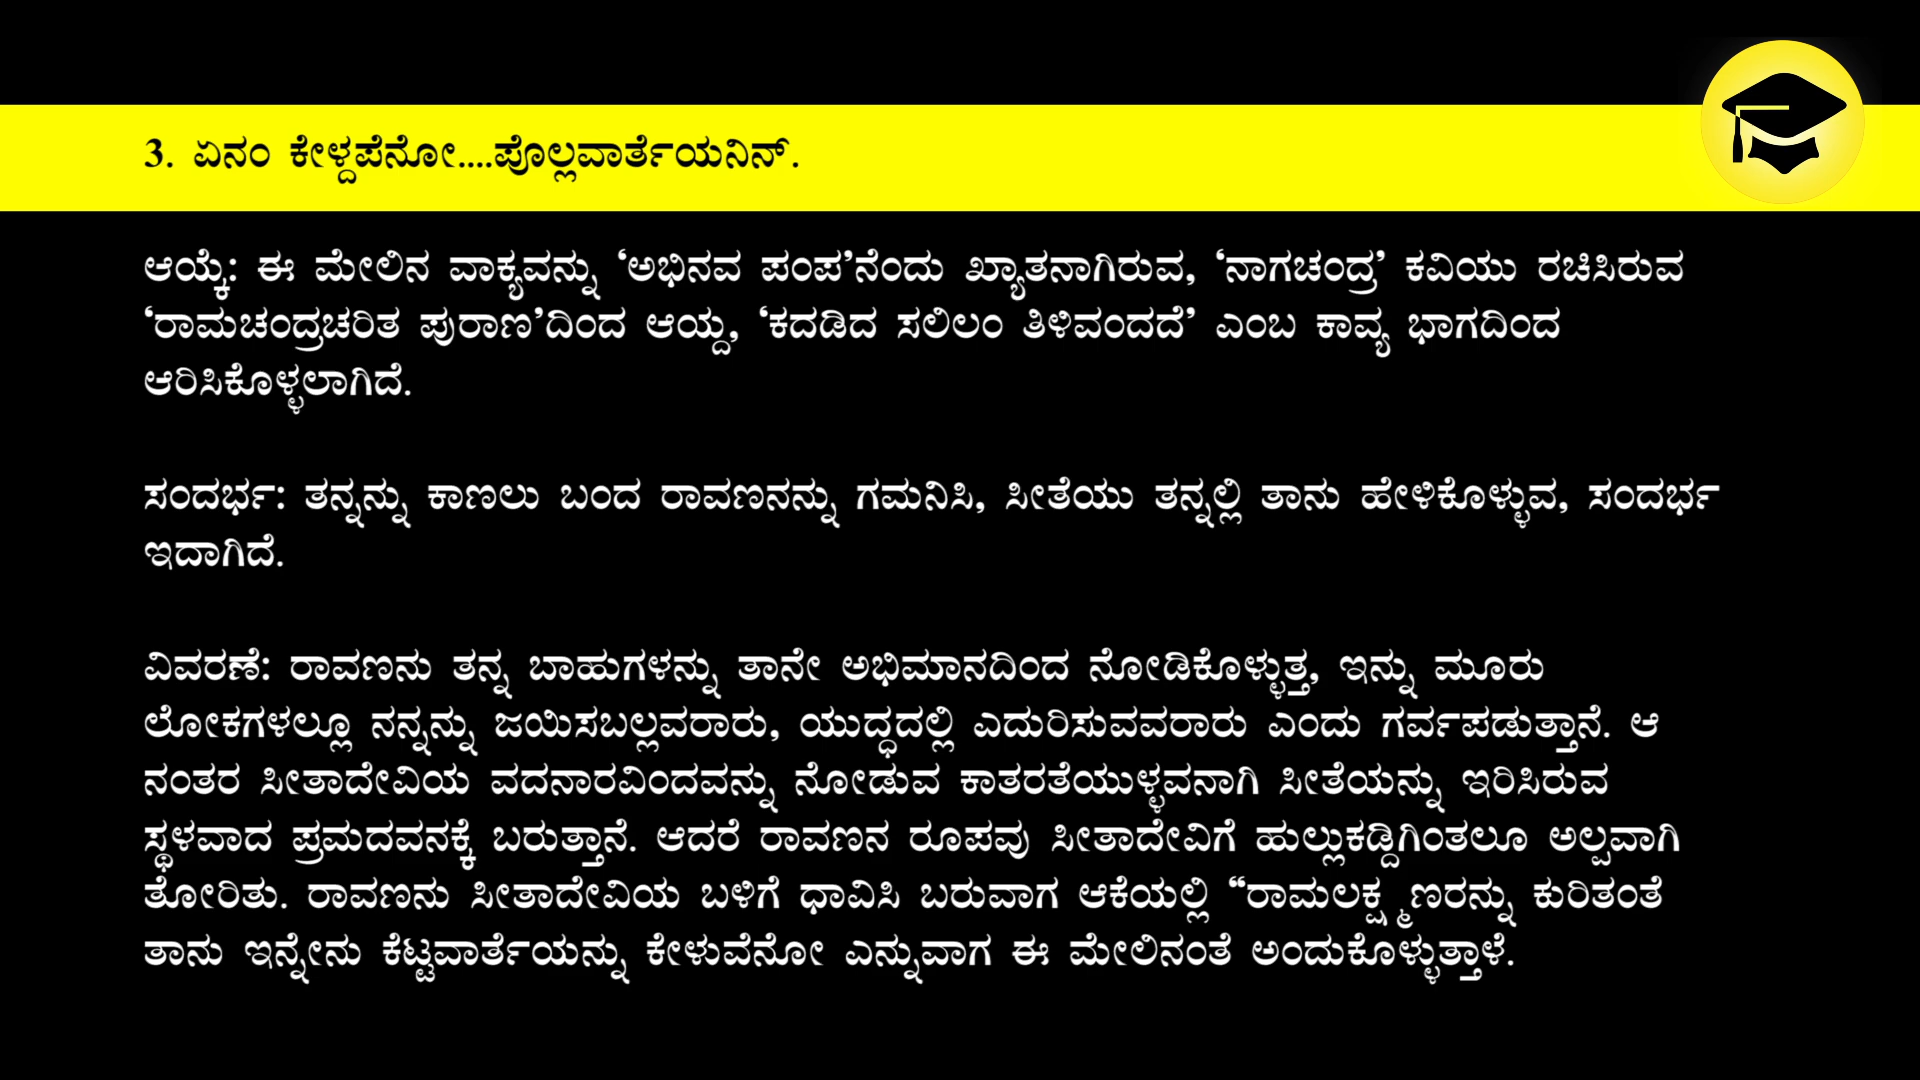 3. ಏನಂ ಕೇಳ್ದಪೆನೋ....ಪೊಲ್ಲವಾರ್ತೆಯನಿನ್.
ಆಯ್ಕೆ: ಈ ಮೇಲಿನ ವಾಕ್ಯವನ್ನು ‘ಅಭಿನವ ಪಂಪ’ನೆಂದು ಖ್ಯಾತನಾಗಿರುವ, ‘ನಾಗಚಂದ್ರ’ ಕವಿಯು ರಚಿಸಿರುವ
‘ರಾಮಚಂದ್ರಚರಿತ ಪುರಾಣ’ದಿಂದ ಆಯ್ದ, ‘ಕದಡಿದ ಸಲಿಲಂ ತಿಳಿವಂದದೆ’ ಎಂಬ ಕಾವ್ಯ ಭಾಗದಿಂದ
ಆರಿಸಿಕೊಳ್ಳಲಾಗಿದೆ.
ಸಂದರ್ಭ: ತನ್ನನ್ನು ಕಾಣಲು ಬಂದ ರಾವಣನನ್ನು ಗಮನಿಸಿ, ಸೀತೆಯು ತನ್ನಲ್ಲಿ ತಾನು ಹೇಳಿಕೊಳ್ಳುವ, ಸಂದರ್ಭ
ಇದಾಗಿದೆ.
ವಿವರಣೆ: ರಾವಣನು ತನ್ನ ಬಾಹುಗಳನ್ನು ತಾನೇ ಅಭಿಮಾನದಿಂದ ನೋಡಿಕೊಳ್ಳುತ್ತ, ಇನ್ನು ಮೂರು
ಲೋಕಗಳಲ್ಲೂ ನನ್ನನ್ನು ಜಯಿಸಬಲ್ಲವರಾರು, ಯುದ್ಧದಲ್ಲಿ ಎದುರಿಸುವವರಾರು ಎಂದು ಗರ್ವಪಡುತ್ತಾನೆ. ಆ
ನಂತರ ಸೀತಾದೇವಿಯ ವದನಾರವಿಂದವನ್ನು ನೋಡುವ ಕಾತರತೆಯುಳ್ಳವನಾಗಿ ಸೀತೆಯನ್ನು ಇರಿಸಿರುವ
ಸ್ಥಳವಾದ ಪ್ರಮದವನಕ್ಕೆ ಬರುತ್ತಾನೆ. ಆದರೆ ರಾವಣನ ರೂಪವು ಸೀತಾದೇವಿಗೆ ಹುಲ್ಲುಕಡ್ದಿಗಿಂತಲೂ ಅಲ್ಪವಾಗಿ
ತೋರಿತು. ರಾವಣನು ಸೀತಾದೇವಿಯ ಬಳಿಗೆ ಧಾವಿಸಿ ಬರುವಾಗ ಆಕೆಯಲ್ಲಿ “ರಾಮಲಕ್ಷ್ಮಣರನ್ನು ಕುರಿತಂತೆ
ತಾನು ಇನ್ನೇನು ಕೆಟ್ಟವಾರ್ತೆಯನ್ನು ಕೇಳುವೆನೋ ಎನ್ನುವಾಗ ಈ ಮೇಲಿನಂತೆ ಅಂದುಕೊಳ್ಳುತ್ತಾಳೆ.